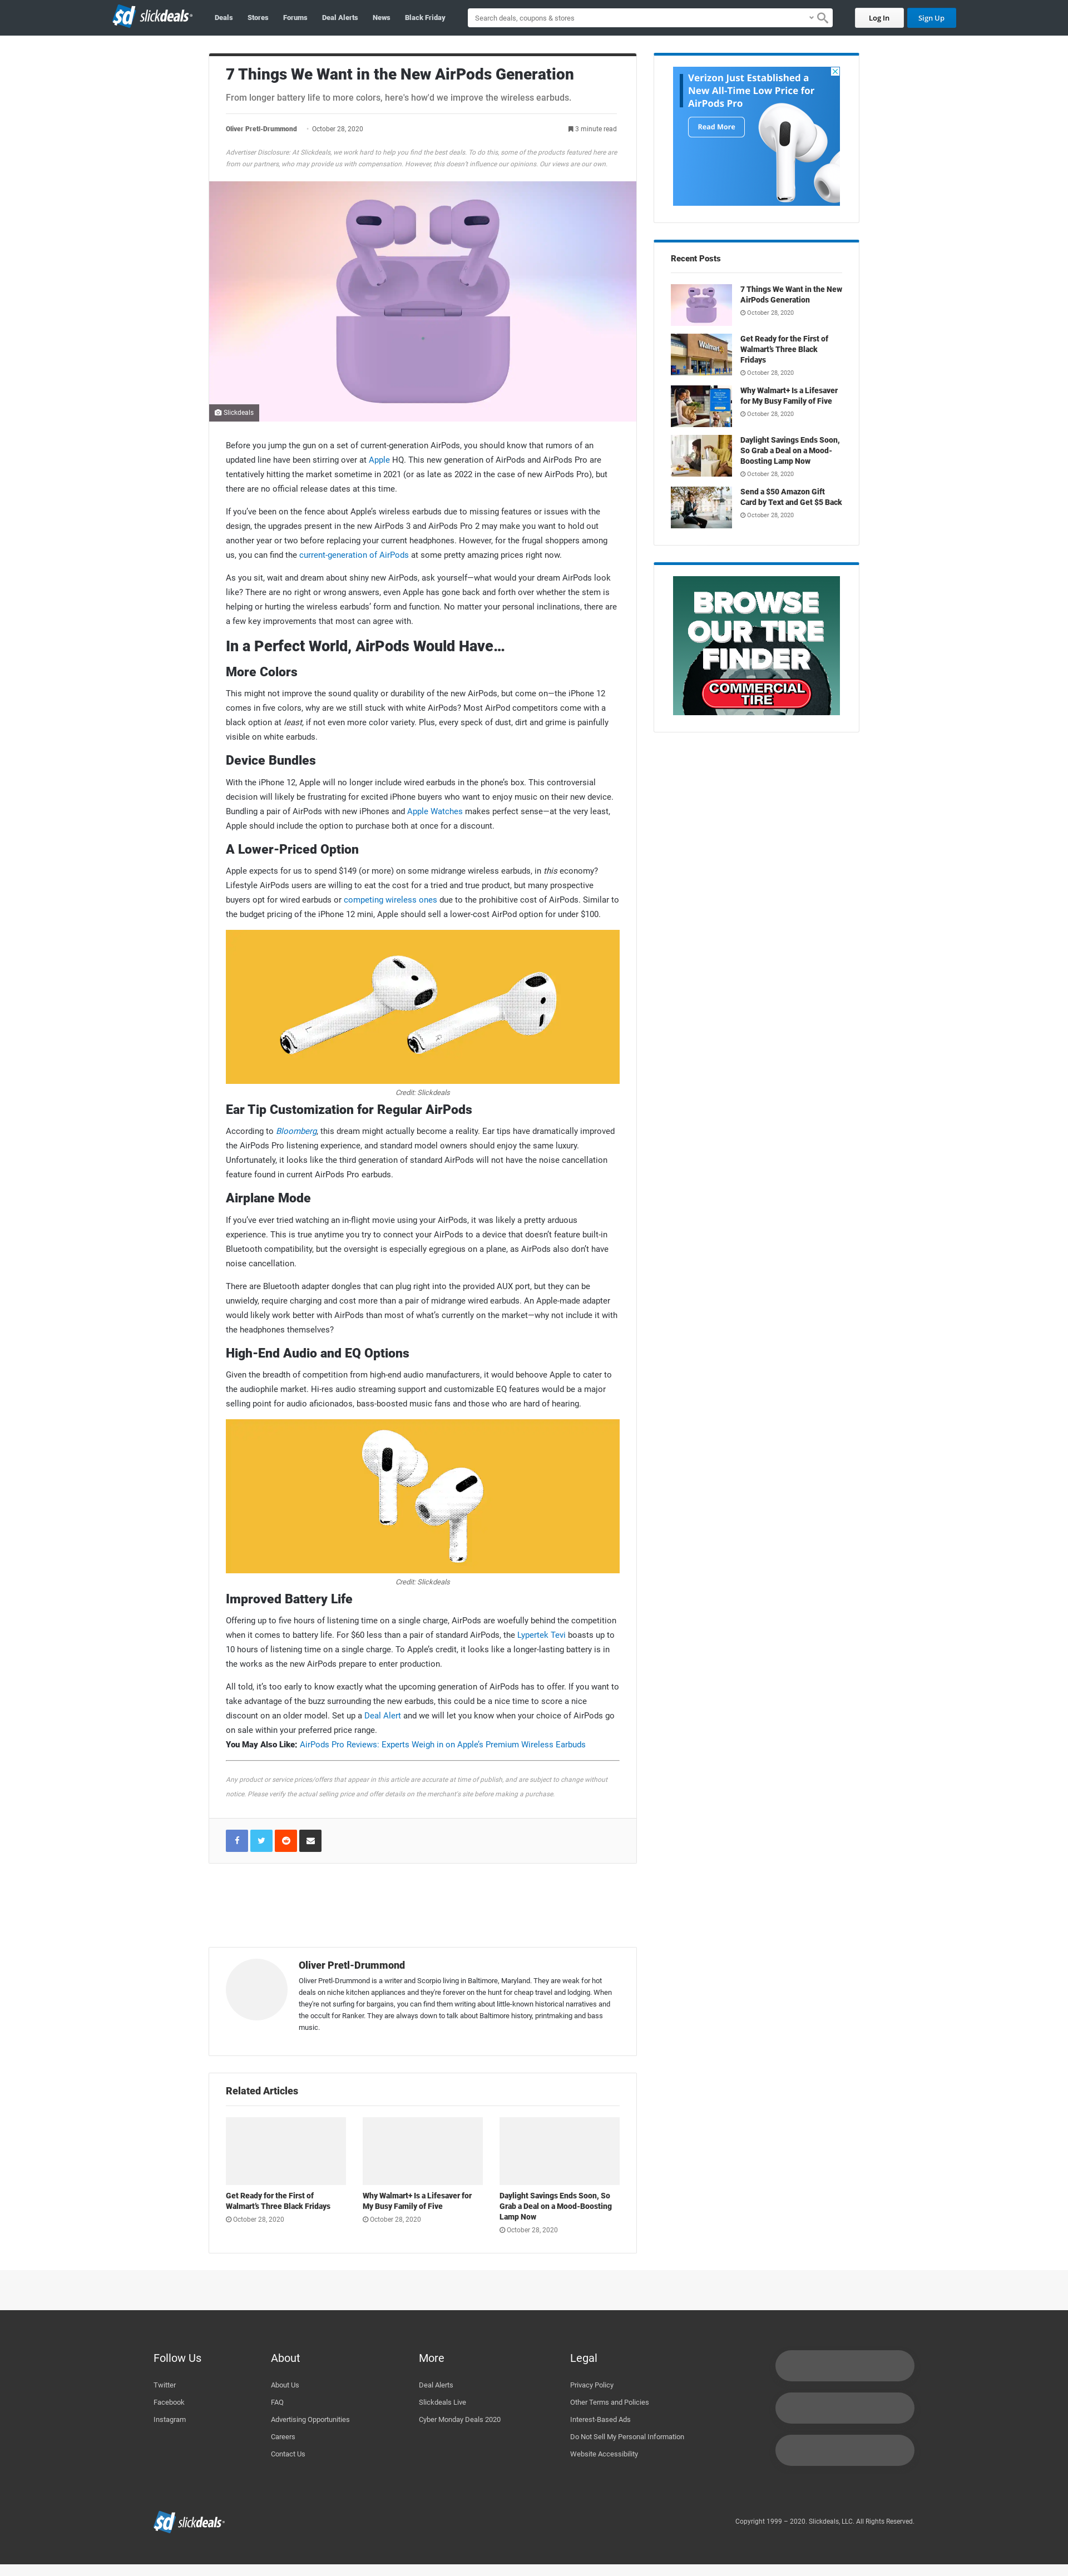 slickdeals
Deals
Stores
Forums
Deal Alerts
News
Black Friday
Search deals, coupons & stores
Log In
Sign Up
7 Things We Want in the New AirPods Generation
From longer battery life to more colors, here's how'd we improve the wireless earbuds.
Oliver Pretl-Drummond · October 28, 2020
3 minute read
Advertiser Disclosure: At Slickdeals, we work hard to help you find the best deals. To do this, some of the products featured here are
from our partners, who may provide us with compensation. However, this doesn't influence our opinions. Our views are our own.
Slickdeals
Before you jump the gun on a set of current-generation AirPods, you should know that rumors of an
updated line have been stirring over at Apple HQ. This new generation of AirPods and AirPods Pro are
tentatively hitting the market sometime in 2021 (or as late as 2022 in the case of new AirPods Pro), but
there are no official release dates at this time.
If you've been on the fence about Apple's wireless earbuds due to missing features or issues with the
design, the upgrades present in the new AirPods 3 and AirPods Pro 2 may make you want to hold out
another year or two before replacing your current headphones. However, for the frugal shoppers among
us, you can find the current-generation of AirPods at some pretty amazing prices right now.
As you sit, wait and dream about shiny new AirPods, ask yourself—what would your dream AirPods look
like? There are no right or wrong answers, even Apple has gone back and forth over whether the stem is
helping or hurting the wireless earbuds' form and function. No matter your personal inclinations, there are
a few key improvements that most can agree with.
In a Perfect World, AirPods Would Have…
More Colors
This might not improve the sound quality or durability of the new AirPods, but come on—the iPhone 12
comes in five colors, why are we still stuck with white AirPods? Most AirPod competitors come with a
black option at least, if not even more color variety. Plus, every speck of dust, dirt and grime is painfully
visible on white earbuds.
Device Bundles
With the iPhone 12, Apple will no longer include wired earbuds in the phone's box. This controversial
decision will likely be frustrating for excited iPhone buyers who want to enjoy music on their new device.
Bundling a pair of AirPods with new iPhones and Apple Watches makes perfect sense—at the very least,
Apple should include the option to purchase both at once for a discount.
A Lower-Priced Option
Apple expects for us to spend $149 (or more) on some midrange wireless earbuds, in this economy?
Lifestyle AirPods users are willing to eat the cost for a tried and true product, but many prospective
buyers opt for wired earbuds or competing wireless ones due to the prohibitive cost of AirPods. Similar to
the budget pricing of the iPhone 12 mini, Apple should sell a lower-cost AirPod option for under $100.
Credit: Slickdeals
Ear Tip Customization for Regular AirPods
According to Bloomberg, this dream might actually become a reality. Ear tips have dramatically improved
the AirPods Pro listening experience, and standard model owners should enjoy the same luxury.
Unfortunately, it looks like the third generation of standard AirPods will not have the noise cancellation
feature found in current AirPods Pro earbuds.
Airplane Mode
If you've ever tried watching an in-flight movie using your AirPods, it was likely a pretty arduous
experience. This is true anytime you try to connect your AirPods to a device that doesn't feature built-in
Bluetooth compatibility, but the oversight is especially egregious on a plane, as AirPods also don't have
noise cancellation.
There are Bluetooth adapter dongles that can plug right into the provided AUX port, but they can be
unwieldy, require charging and cost more than a pair of midrange wired earbuds. An Apple-made adapter
would likely work better with AirPods than most of what's currently on the market—why not include it with
the headphones themselves?
High-End Audio and EQ Options
Given the breadth of competition from high-end audio manufacturers, it would behoove Apple to cater to
the audiophile market. Hi-res audio streaming support and customizable EQ features would be a major
selling point for audio aficionados, bass-boosted music fans and those who are hard of hearing.
Credit: Slickdeals
Improved Battery Life
Offering up to five hours of listening time on a single charge, AirPods are woefully behind the competition
when it comes to battery life. For $60 less than a pair of standard AirPods, the Lypertek Tevi boasts up to
10 hours of listening time on a single charge. To Apple's credit, it looks like a longer-lasting battery is in
the works as the new AirPods prepare to enter production.
All told, it's too early to know exactly what the upcoming generation of AirPods has to offer. If you want to
take advantage of the buzz surrounding the new earbuds, this could be a nice time to score a nice
discount on an older model. Set up a Deal Alert and we will let you know when your choice of AirPods go
on sale within your preferred price range.
You May Also Like: AirPods Pro Reviews: Experts Weigh in on Apple's Premium Wireless Earbuds
Any product or service prices/offers that appear in this article are accurate at time of publish, and are subject to change without
notice. Please verify the actual selling price and offer details on the merchant's site before making a purchase.
Oliver Pretl-Drummond
Oliver Pretl-Drummond is a writer and Scorpio living in Baltimore, Maryland. They are weak for hot
deals on niche kitchen appliances and they're forever on the hunt for cheap travel and lodging. When
they're not surfing for bargains, you can find them writing about little-known historical narratives and
the occult for Ranker. They are always down to talk about Baltimore history, printmaking and bass
music.
Related Articles
Get Ready for the First of
Walmart's Three Black Fridays
October 28, 2020
Why Walmart+ Is a Lifesaver for
My Busy Family of Five
October 28, 2020
Daylight Savings Ends Soon, So
Grab a Deal on a Mood-Boosting
Lamp Now
October 28, 2020
Verizon Just Established a
New All-Time Low Price for
AirPods Pro
Read More
Recent Posts
7 Things We Want in the New
AirPods Generation
October 28, 2020
Walmart
Get Ready for the First of
Walmart's Three Black
Fridays
October 28, 2020
Why Walmart+ Is a Lifesaver
for My Busy Family of Five
October 28, 2020
Daylight Savings Ends Soon,
So Grab a Deal on a Mood-
Boosting Lamp Now
October 28, 2020
Send a $50 Amazon Gift
Card by Text and Get $5 Back
October 28, 2020
BROWSE
OUR TIRE
FINDER
COMMERCIAL
TIRE
Follow Us
Twitter
Facebook
Instagram
About
About Us
FAQ
Advertising Opportunities
Careers
Contact Us
More
Deal Alerts
Slickdeals Live
Cyber Monday Deals 2020
Legal
Privacy Policy
Other Terms and Policies
Interest-Based Ads
Do Not Sell My Personal Information
Website Accessibility
slickdeals
Copyright 1999 – 2020. Slickdeals, LLC. All Rights Reserved.